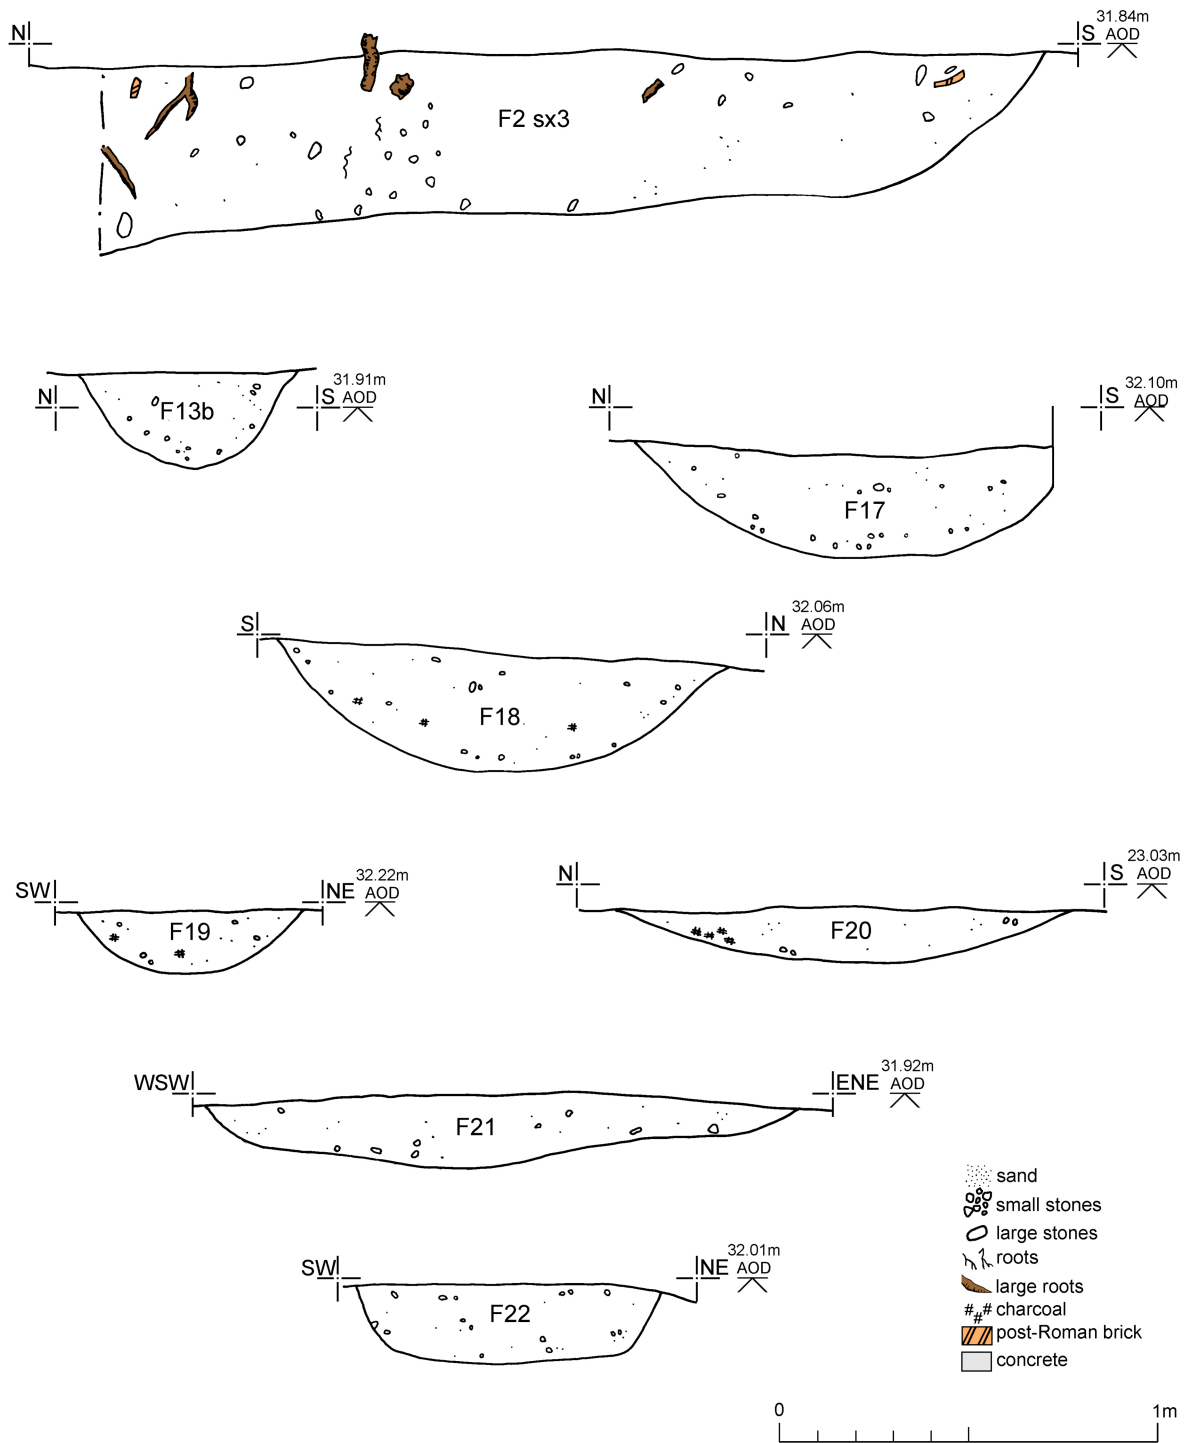 N
31.84m
S AOD
F2 sx3
N
31.91m
S AOD
F13b
N
32.10m
S AOD
F17
S
32.06m
N AOD
F18
SW
32.22m
NE AOD
F19
N
23.03m
S AOD
F20
WSW
31.92m
ENE AOD
F21
SW
32.01m
NE AOD
F22
sand
small stones
large stones
roots
large roots
charcoal
post-Roman brick
concrete
0 1m